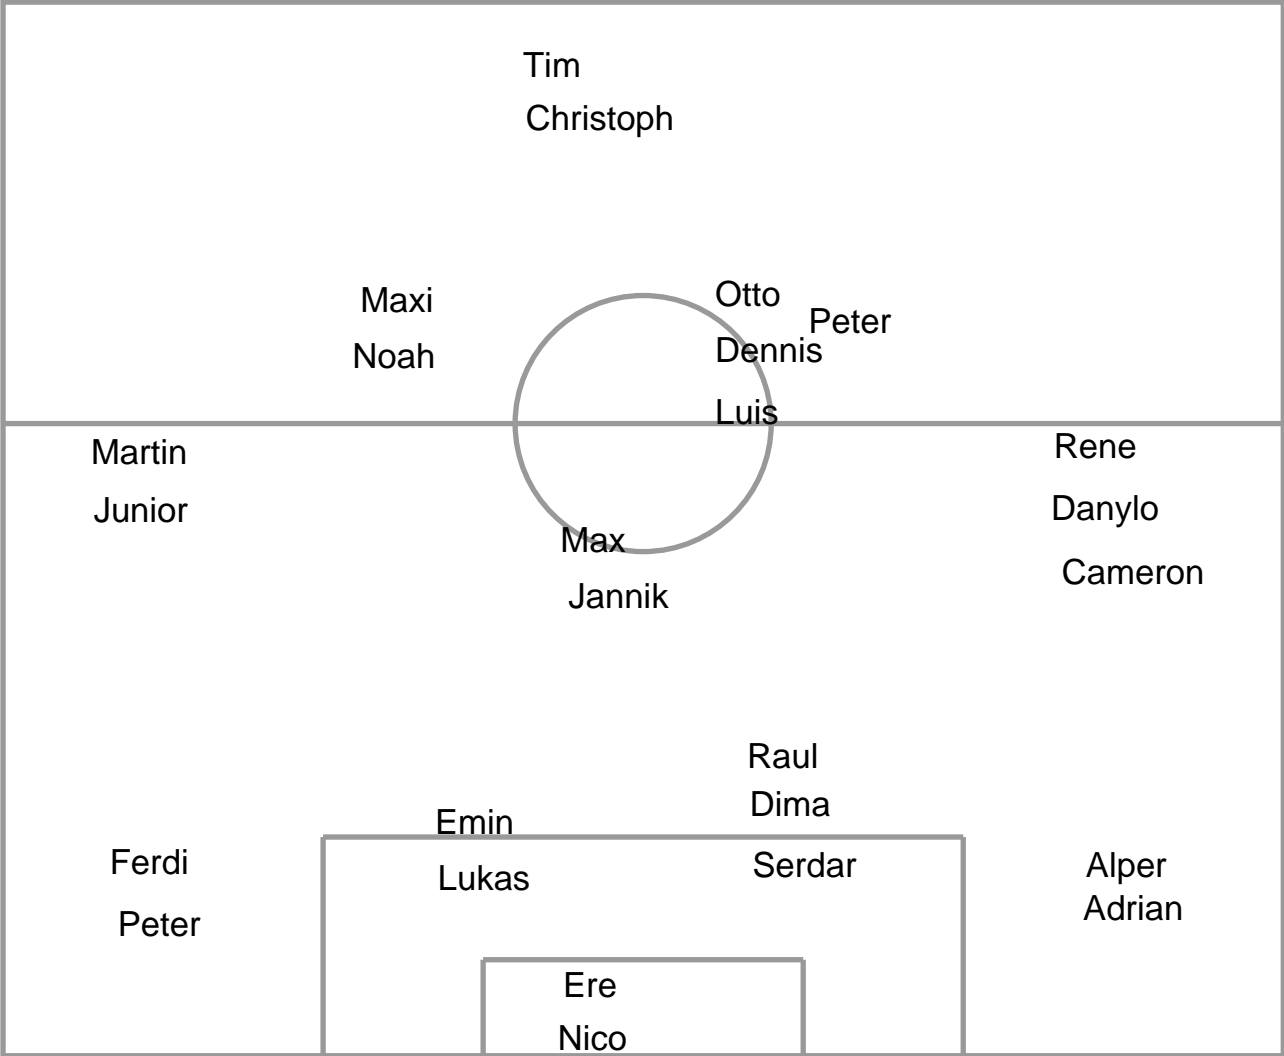 Tim
Christoph
Maxi
Noah
Otto
Peter
Dennis
Luis
Martin
Junior
Rene
Danylo
Cameron
Max
Jannik
Raul
Dima
Serdar
Emin
Lukas
Ferdi
Peter
Alper
Adrian
Ere
Nico